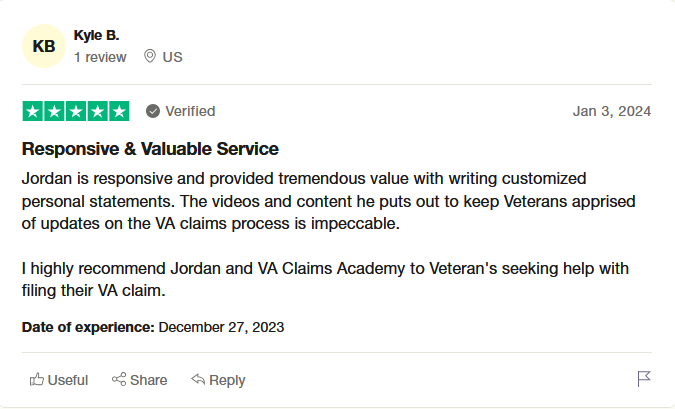 KB
Kyle B.
1 review US
Verified Jan 3, 2024
Responsive & Valuable Service
Jordan is responsive and provided tremendous value with writing customized
personal statements. The videos and content he puts out to keep Veterans apprised
of updates on the VA claims process is impeccable.
I highly recommend Jordan and VA Claims Academy to Veteran's seeking help with
filing their VA claim.
Date of experience: December 27, 2023
Useful Share Reply